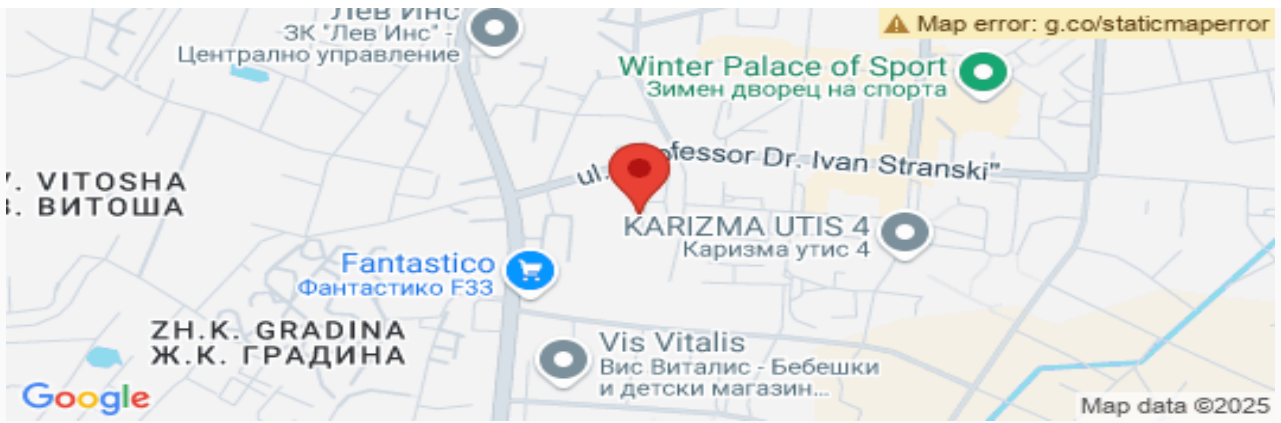 Лев Инс
ЗК "Лев Инс" -
Централно управление
Map error: g.co/staticmaperror
Winter Palace of Sport
Зимен дворец на спорта
ul. ofessor Dr. Ivan Stranski"
VITOSHA
ВИТОША
KARIZMA UTIS 4
Каризма утис 4
Fantastico
Фантастико F33
ZH.K. GRADINA
Ж.К. ГРАДИНА
Vis Vitalis
Вис Виталис - Бебешки
и детски магазин...
Google
Map data ©2025